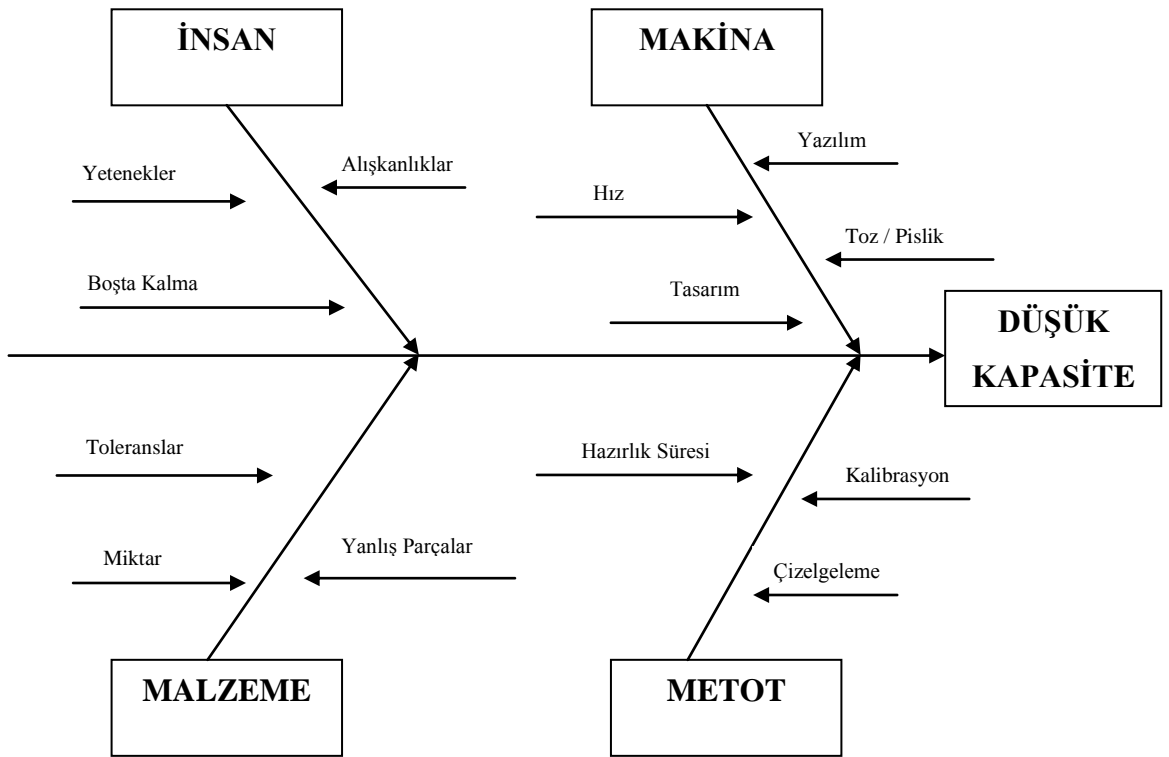 İNSAN
MAKİNA
Yazılım
Alışkanlıklar
Yetenekler
Hız
Toz / Pislik
Boşta Kalma
Tasarım
DÜŞÜK
KAPASİTE
Toleranslar
Hazırlık Süresi
Kalibrasyon
Yanlış Parçalar
Miktar
Çizelgeleme
MALZEME
METOT